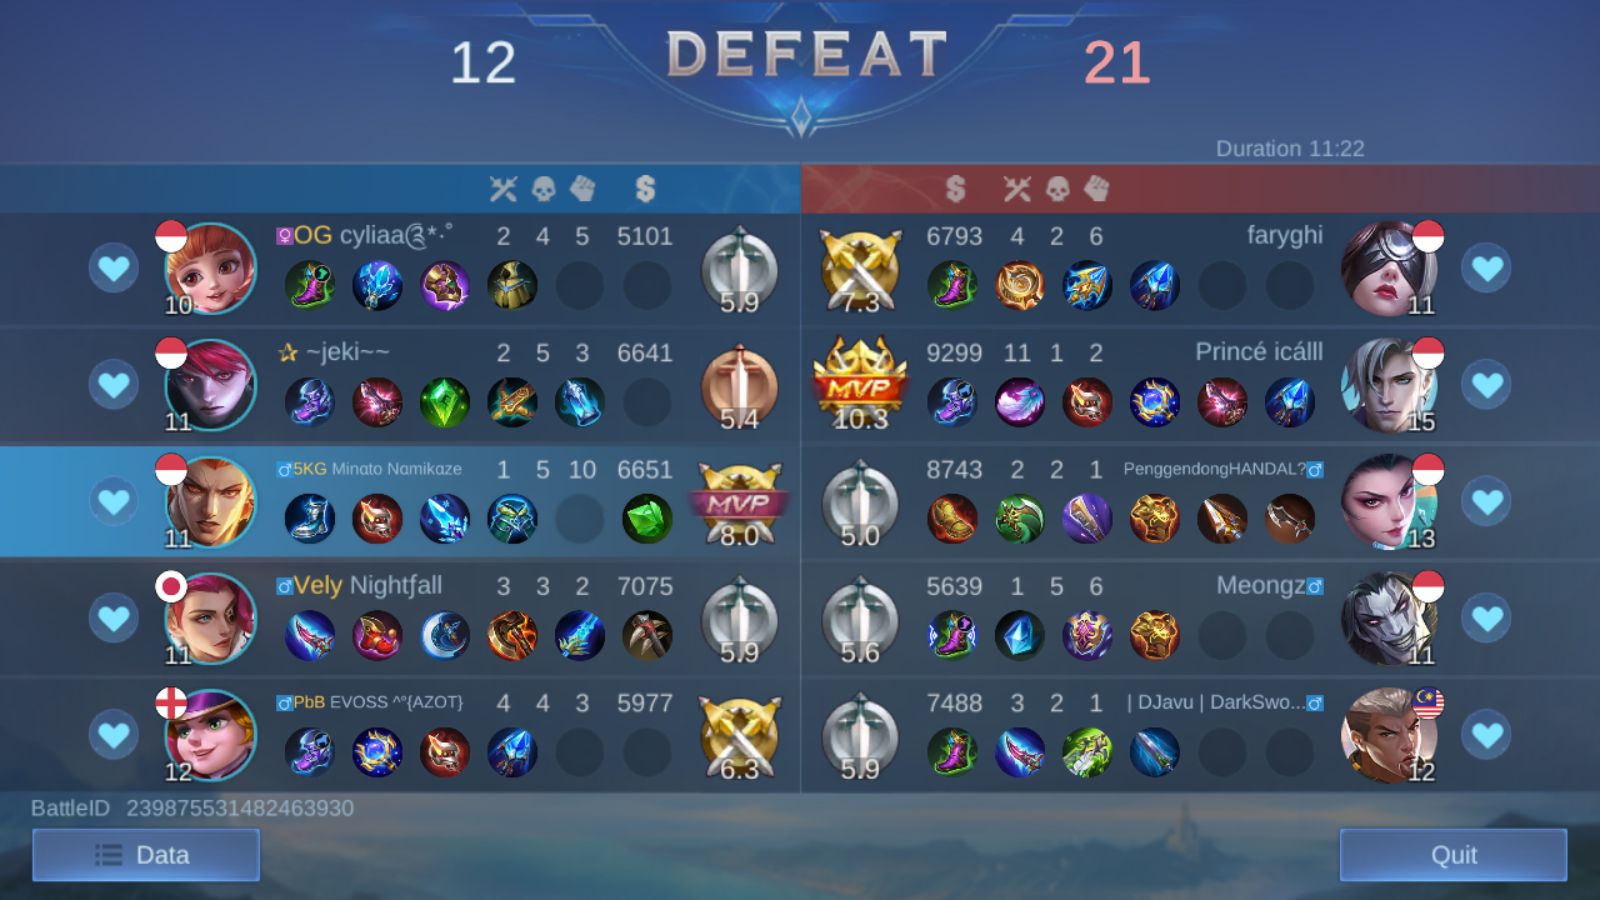 12 DEFEAT 21
Duration 11:22
OG cyliaa 2 4 5 5101 5.9
10
7.3 6793 4 2 6 faryghi
11
☆ ~jeki~~ 2 5 3 6641 5.4
11
MVP 10.3 9299 11 1 2 Princé icálll
15
5KG Minato Namikaze 1 5 10 6651 MVP 8.0
11
5.0 8743 2 2 1 PenggendongHANDAL?
13
Vely Nightƒall 3 3 2 7075 5.9
11
5.6 5639 1 5 6 Meongz
11
PbB EVOSS ^°{AZOT} 4 4 3 5977 6.3
12
5.9 7488 3 2 1 | DJavu | DarkSwo...
12
BattleID 239875531482463930
Data
Quit